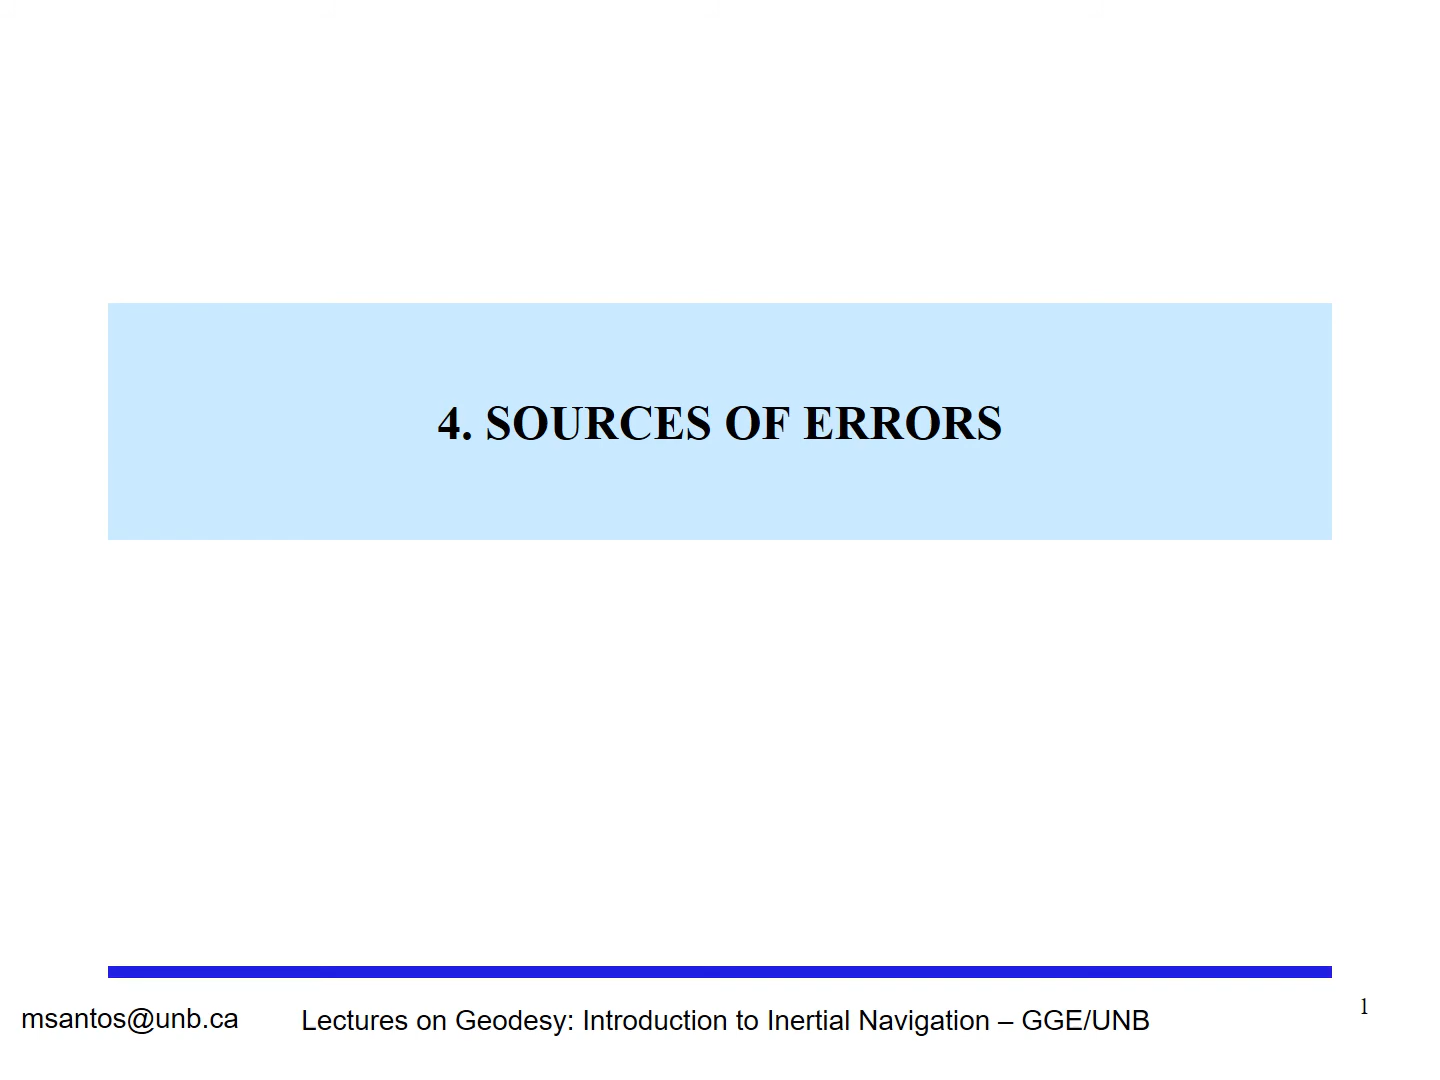 4. SOURCES OF ERRORS
msantos@unb.ca
Lectures on Geodesy: Introduction to Inertial Navigation – GGE/UNB
1